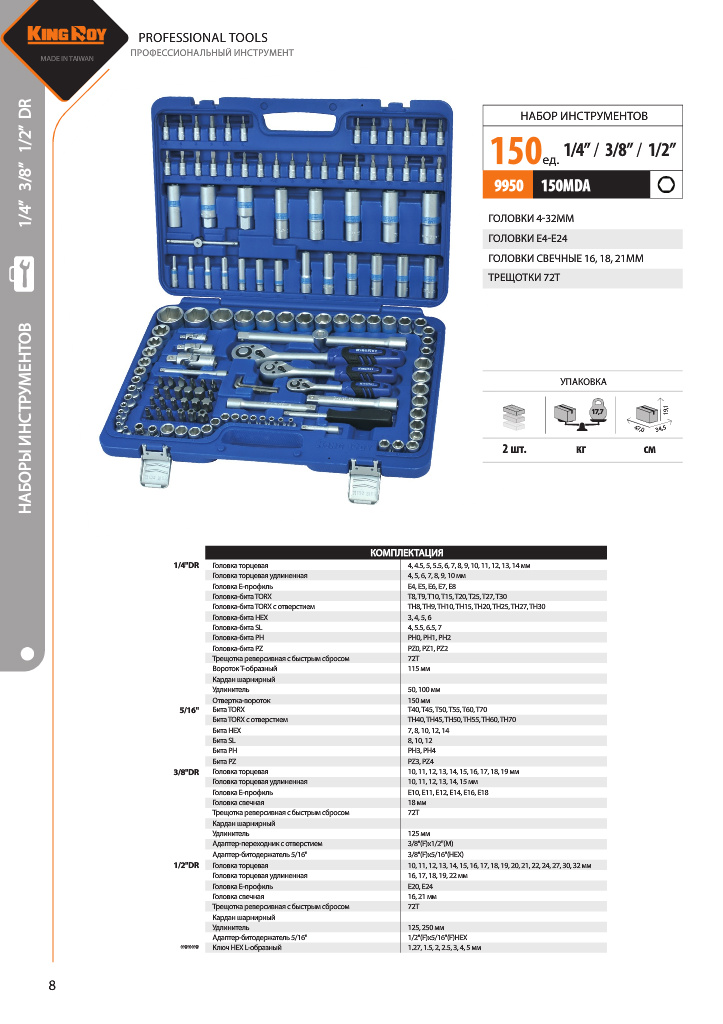 KING ROY
MADE IN TAIWAN
PROFESSIONAL TOOLS
ПРОФЕССИОНАЛЬНЫЙ ИНСТРУМЕНТ
НАБОРЫ ИНСТРУМЕНТОВ
1/4” 3/8” 1/2” DR
НАБОР ИНСТРУМЕНТОВ
150ед. 1/4” / 3/8” / 1/2”
9950 150MDA
ГОЛОВКИ 4-32ММ
ГОЛОВКИ E4-E24
ГОЛОВКИ СВЕЧНЫЕ 16, 18, 21ММ
ТРЕЩОТКИ 72Т
УПАКОВКА
17,7
47,0 34,5 19,1
2 шт. кг см
КОМПЛЕКТАЦИЯ
1/4"DR Головка торцевая 4, 4.5, 5, 5.5, 6, 7, 8, 9, 10, 11, 12, 13, 14 мм
Головка торцевая удлиненная 4, 5, 6, 7, 8, 9, 10 мм
Головка Е-профиль E4, E5, E6, E7, E8
Головка-бита TORX T8, T9, T10, T15, T20, T25, T27, T30
Головка-бита TORX с отверстием TH8, TH9, TH10, TH15, TH20, TH25, TH27, TH30
Головка-бита HEX 3, 4, 5, 6
Головка-бита SL 4, 5.5, 6.5, 7
Головка-бита PH PH0, PH1, PH2
Головка-бита PZ PZ0, PZ1, PZ2
Трещотка реверсивная с быстрым сбросом 72Т
Вороток Т-образный 115 мм
Кардан шарнирный
Удлинитель 50, 100 мм
Отвертка-вороток 150 мм
5/16" Бита TORX T40, T45, T50, T55, T60, T70
Бита TORX с отверстием TH40, TH45, TH50, TH55, TH60, TH70
Бита HEX 7, 8, 10, 12, 14
Бита SL 8, 10, 12
Бита PH PH3, PH4
Бита PZ PZ3, PZ4
3/8"DR Головка торцевая 10, 11, 12, 13, 14, 15, 16, 17, 18, 19 мм
Головка торцевая удлиненная 10, 11, 12, 13, 14, 15 мм
Головка Е-профиль E10, E11, E12, E14, E16, E18
Головка свечная 18 мм
Трещотка реверсивная с быстрым сбросом 72Т
Кардан шарнирный
Удлинитель 125 мм
Адаптер-переходник с отверстием 3/8"(F)x1/2"(M)
Адаптер-битодержатель 5/16" 3/8"(F)x5/16"(HEX)
1/2"DR Головка торцевая 10, 11, 12, 13, 14, 15, 16, 17, 18, 19, 20, 21, 22, 24, 27, 30, 32 мм
Головка торцевая удлиненная 16, 17, 18, 19, 22 мм
Головка Е-профиль E20, E24
Головка свечная 16, 21 мм
Трещотка реверсивная с быстрым сбросом 72Т
Кардан шарнирный
Удлинитель 125, 250 мм
Адаптер-битодержатель 5/16" 1/2"(F)x5/16"(F)HEX
Ключ HEX L-образный 1.27, 1.5, 2, 2.5, 3, 4, 5 мм
8